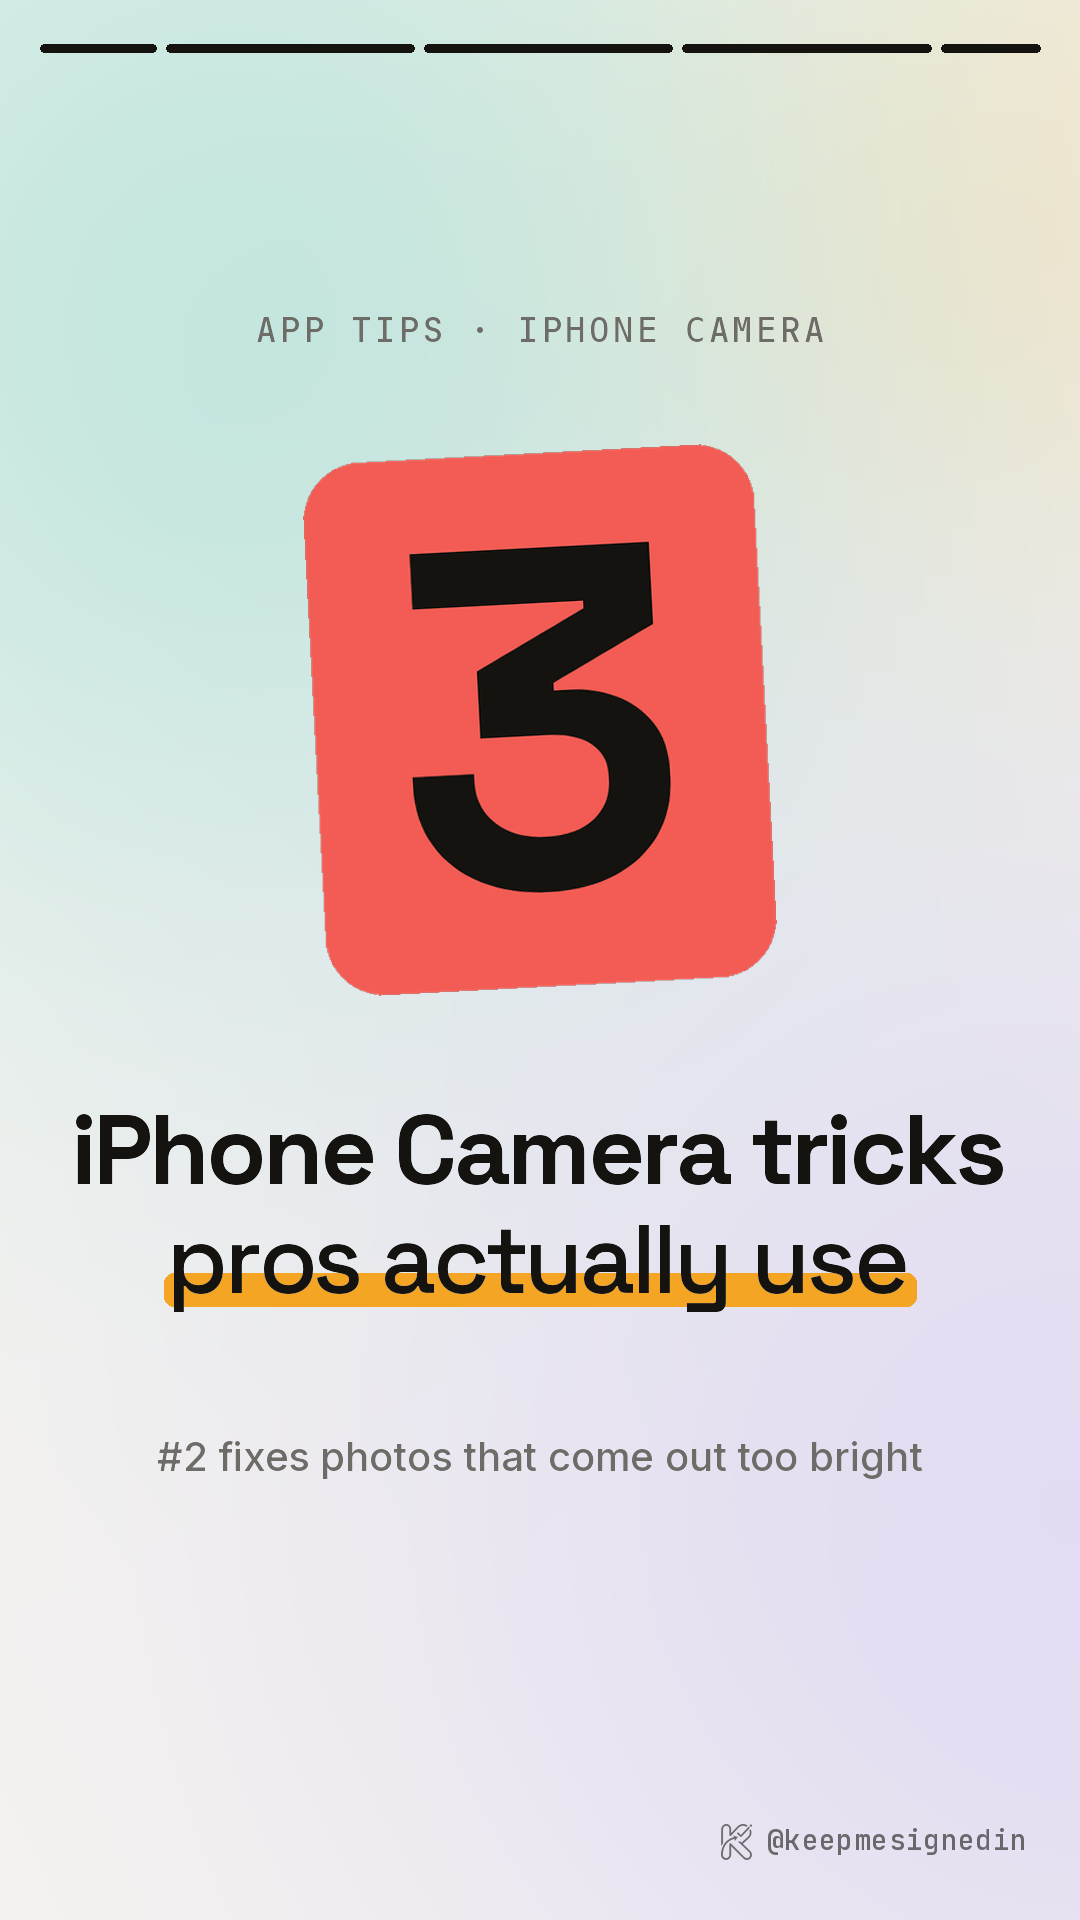 APP TIPS · IPHONE CAMERA
3
iPhone Camera tricks
pros actually use
#2 fixes photos that come out too bright
@keepmesignedin